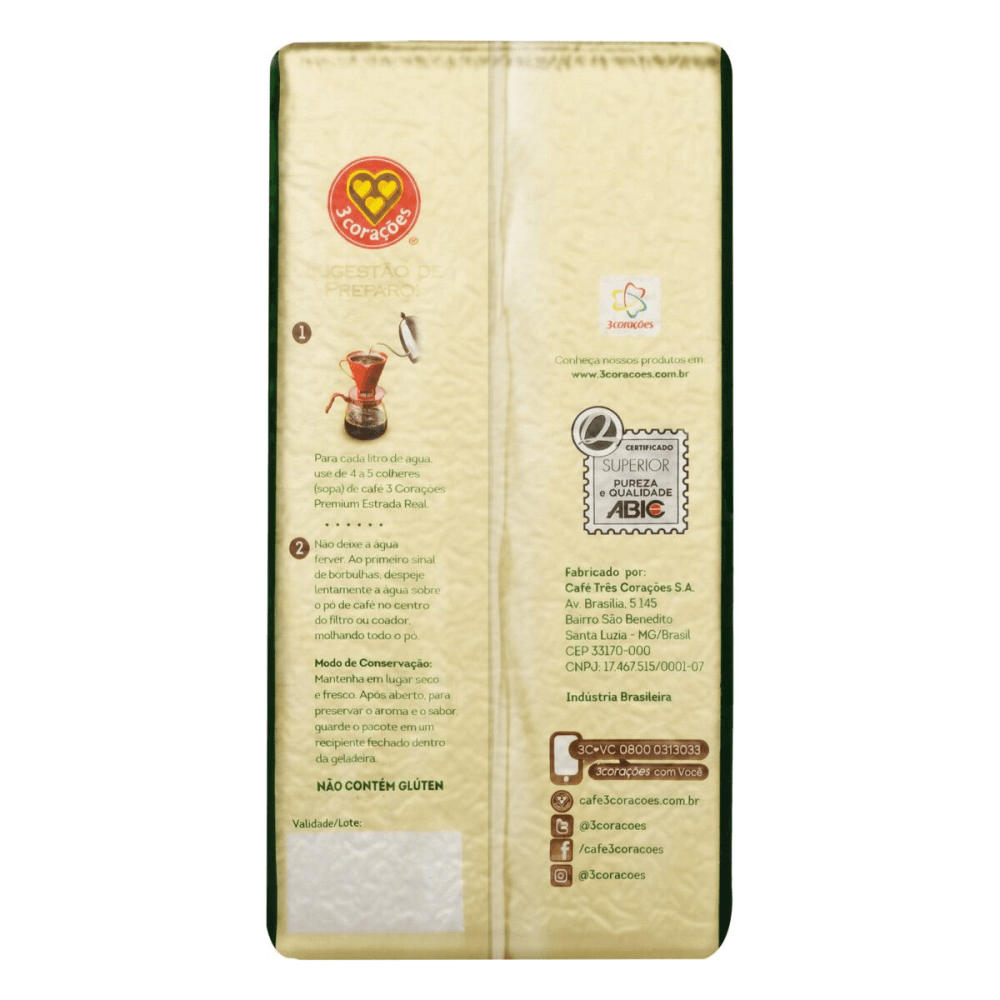 3 corações
®
SUGESTÃO DE
PREPARO:
1
Para cada litro de água,
use de 4 a 5 colheres
(sopa) de café 3 Corações
Premium Estrada Real.
2
Não deixe a água
ferver. Ao primeiro sinal
de borbulhas, despeje
lentamente a água sobre
o pó de café no centro
do filtro ou coador,
molhando todo o pó.
Modo de Conservação:
Mantenha em lugar seco
e fresco. Após aberto, para
preservar o aroma e o sabor,
guarde o pacote em um
recipiente fechado dentro
da geladeira.
NÃO CONTÉM GLÚTEN
Validade/Lote:
3corações
Conheça nossos produtos em
www.3coracoes.com.br
CERTIFICADO
SUPERIOR
PUREZA
e QUALIDADE
ABIC
Fabricado por:
Café Três Corações S.A.
Av. Brasília, 5.145
Bairro São Benedito
Santa Luzia - MG/Brasil
CEP 33170-000
CNPJ: 17.467.515/0001-07
Indústria Brasileira
3C♥VC 0800 0313033
3corações com Você
cafe3coracoes.com.br
@3coracoes
/cafe3coracoes
@3coracoes